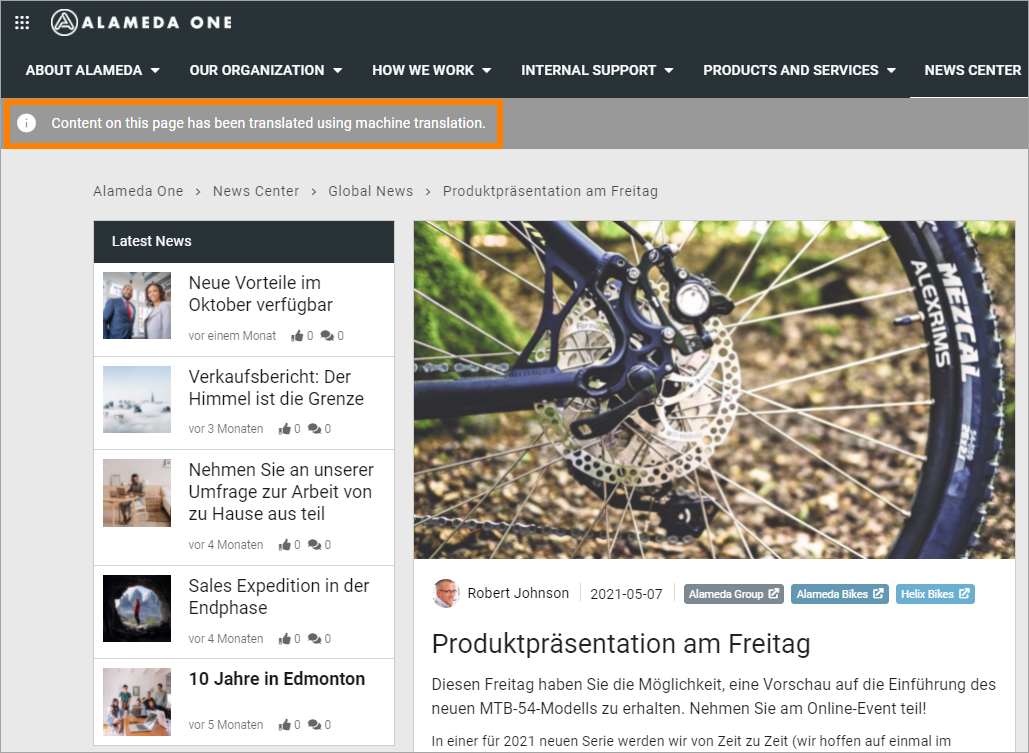 ALAMEDA ONE
ABOUT ALAMEDA OUR ORGANIZATION HOW WE WORK INTERNAL SUPPORT PRODUCTS AND SERVICES NEWS CENTER
Content on this page has been translated using machine translation.
Alameda One > News Center > Global News > Produktpräsentation am Freitag
Latest News
Neue Vorteile im
Oktober verfügbar
vor einem Monat 0 0
Verkaufsbericht: Der
Himmel ist die Grenze
vor 3 Monaten 0 0
Nehmen Sie an unserer
Umfrage zur Arbeit von
zu Hause aus teil
vor 4 Monaten 0 0
Sales Expedition in der
Endphase
vor 4 Monaten 0 0
10 Jahre in Edmonton
vor 5 Monaten 0 0
MEZCAL
ALEXRIMS
Formula
Robert Johnson 2021-05-07 Alameda Group Alameda Bikes Helix Bikes
Produktpräsentation am Freitag
Diesen Freitag haben Sie die Möglichkeit, eine Vorschau auf die Einführung des
neuen MTB-54-Modells zu erhalten. Nehmen Sie am Online-Event teil!
In einer für 2021 neuen Serie werden wir von Zeit zu Zeit (wir hoffen auf einmal im